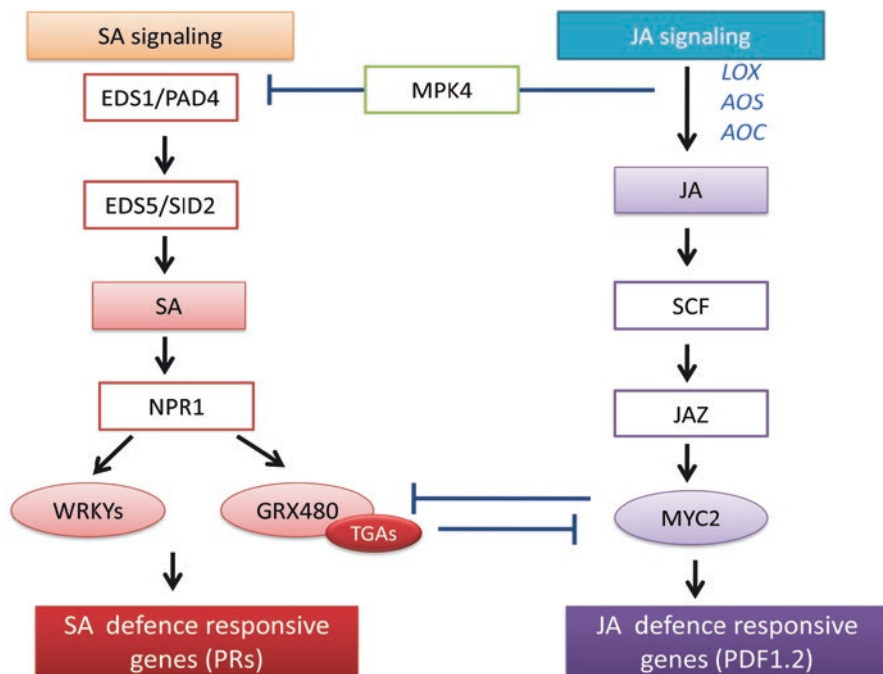 SA signaling
JA signaling
EDS1/PAD4
MPK4
LOX
AOS
AOC
EDS5/SID2
JA
SA
SCF
NPR1
JAZ
WRKYs
GRX480
TGAs
MYC2
SA defence responsive
genes (PRs)
JA defence responsive
genes (PDF1.2)